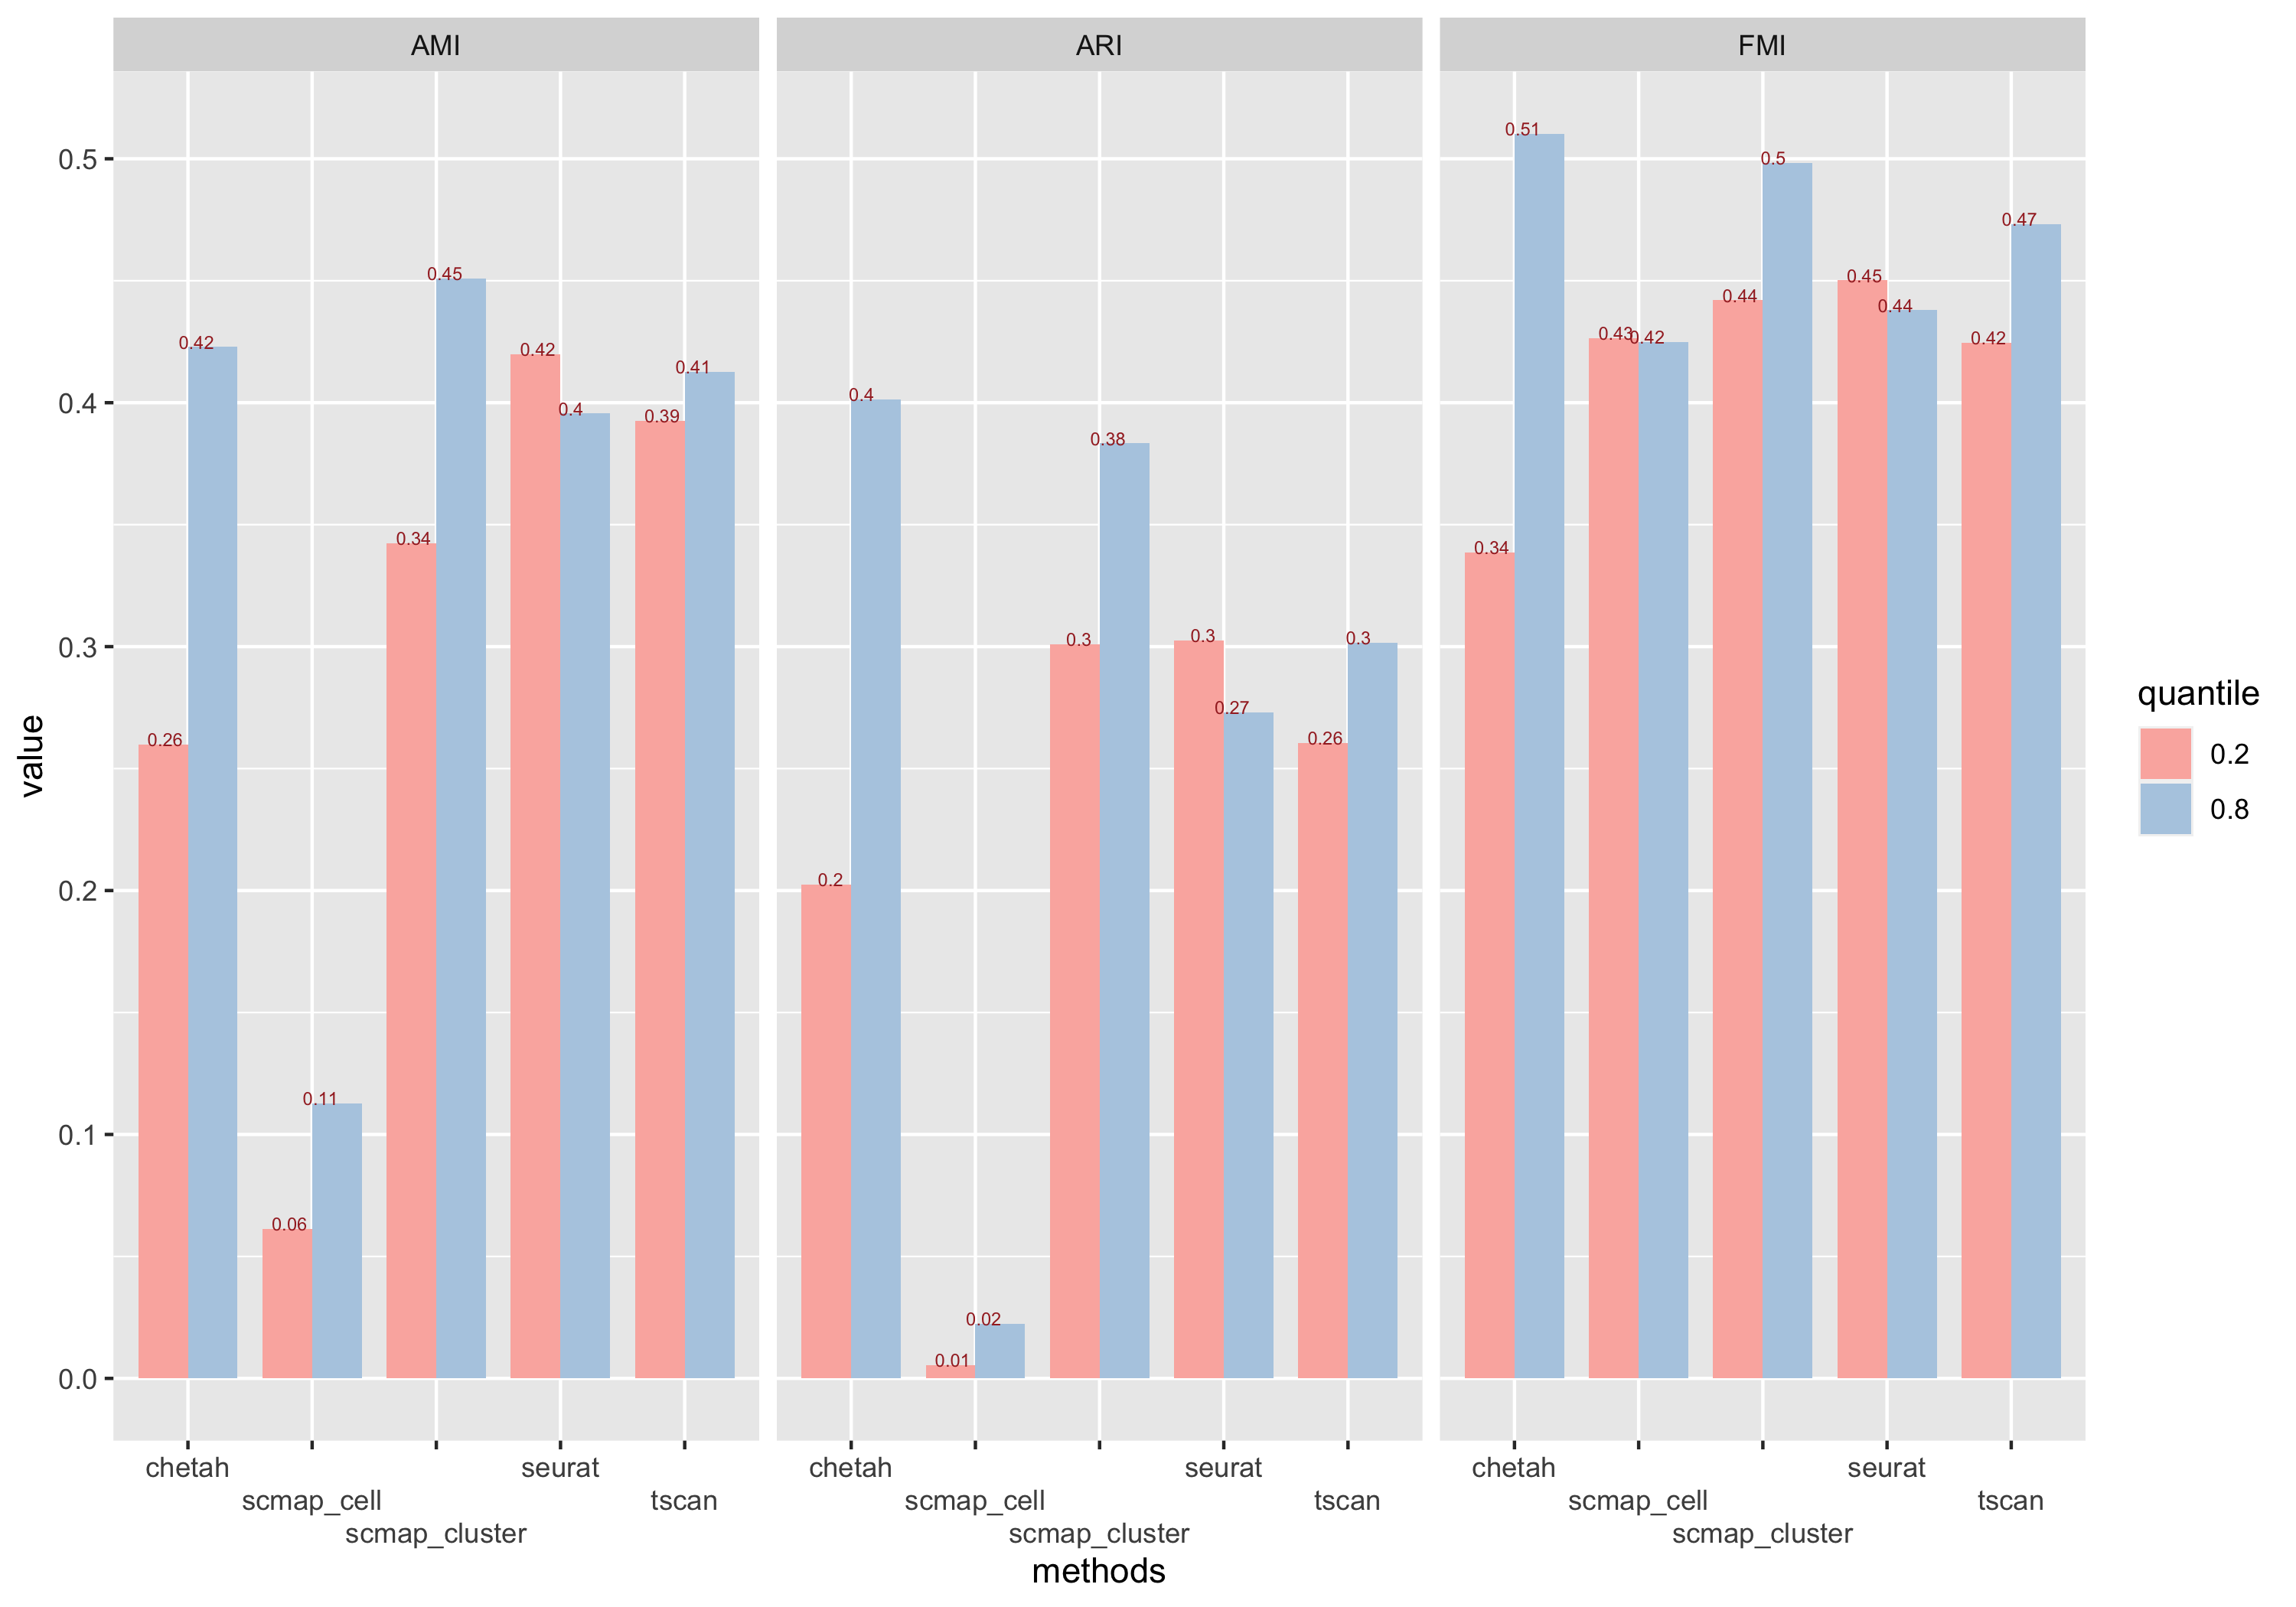 AMI
ARI
FMI
value
0.5
0.4
0.3
0.2
0.1
0.0
0.26
0.42
0.06
0.11
0.34
0.45
0.42
0.4
0.39
0.41
0.2
0.4
0.01
0.02
0.3
0.38
0.3
0.27
0.26
0.3
0.34
0.51
0.43
0.42
0.44
0.5
0.45
0.44
0.42
0.47
chetah
scmap_cell
scmap_cluster
seurat
tscan
chetah
scmap_cell
scmap_cluster
seurat
tscan
chetah
scmap_cell
scmap_cluster
seurat
tscan
methods
quantile
0.2
0.8